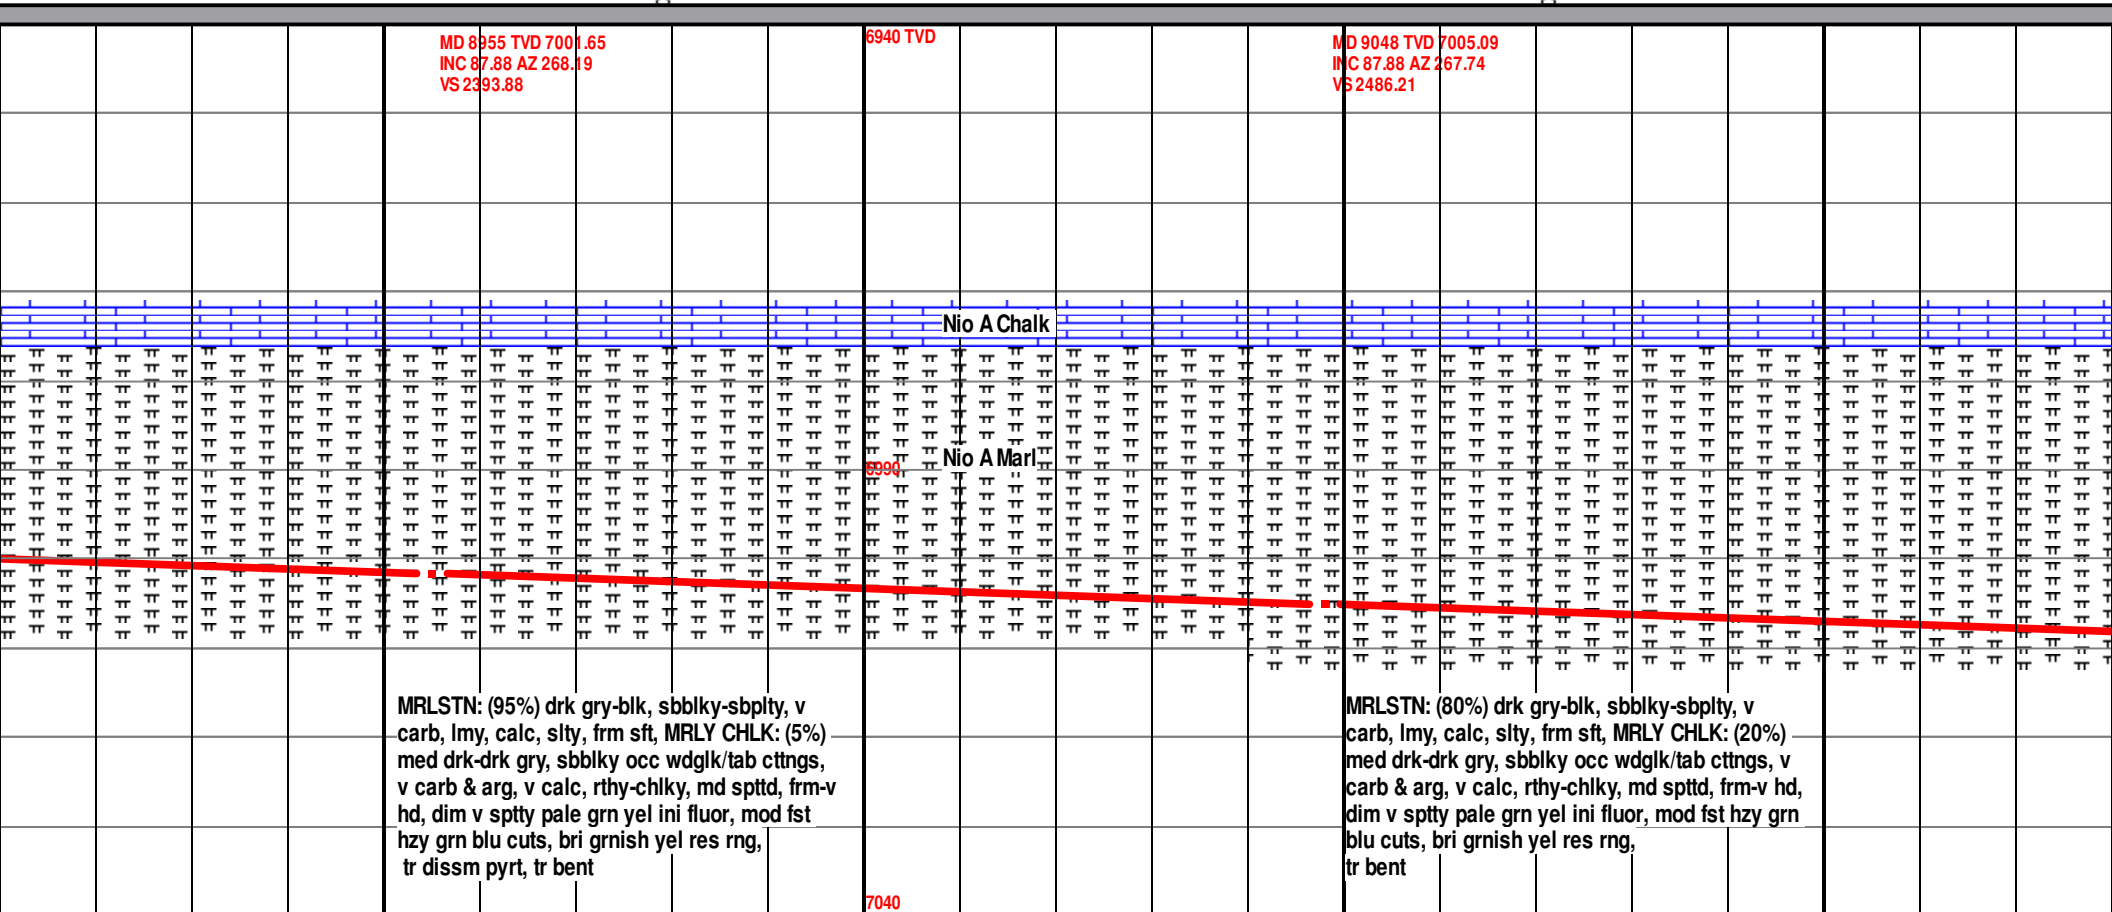 MD 8955 TVD 7001.65
INC 87.88 AZ 268.19
VS 2393.88
6940 TVD
MD 9048 TVD 7005.09
INC 87.88 AZ 267.74
VS 2486.21
Nio A Chalk
Nio A Marl
6990
MRLSTN: (95%) drk gry-blk, sbblky-sbplty, v
carb, lmy, calc, slty, frm sft, MRLY CHLK: (5%)
med drk-drk gry, sbblky occ wdglk/tab cttngs,
v carb & arg, v calc, rthy-chlky, md spttd, frm-v
hd, dim v sptty pale grn yel ini fluor, mod fst
hzy grn blu cuts, bri grnish yel res rng,
tr dissm pyrt, tr bent
MRLSTN: (80%) drk gry-blk, sbblky-sbplty, v
carb, lmy, calc, slty, frm sft, MRLY CHLK: (20%)
med drk-drk gry, sbblky occ wdglk/tab cttngs, v
carb & arg, v calc, rthy-chlky, md spttd, frm-v hd,
dim v sptty pale grn yel ini fluor, mod fst hzy grn
blu cuts, bri grnish yel res rng,
tr bent
7040